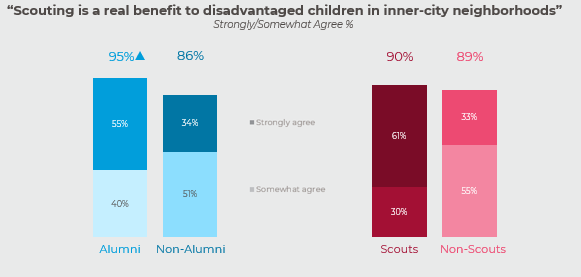 “Scouting is a real benefit to disadvantaged children in inner-city neighborhoods”
Strongly/Somewhat Agree %
95%▲ 86% 90% 89%
55% 34% Strongly agree 61% 33%
40% 51% Somewhat agree 30% 55%
Alumni Non-Alumni Scouts Non-Scouts